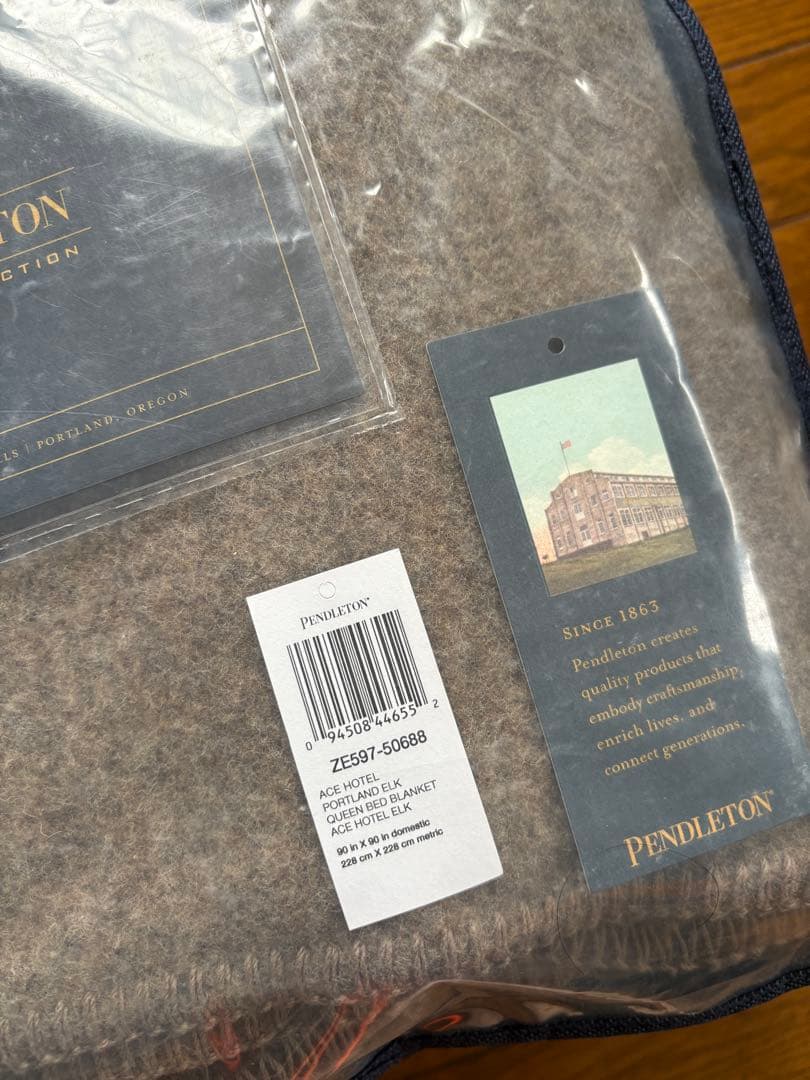 TON
CTION
LS | PORTLAND, OREGON
PENDLETON®
0 94508 44655 2
ZE597-50688
ACE HOTEL
PORTLAND ELK
QUEEN BED BLANKET
ACE HOTEL ELK
90 in X 90 in domestic
228 cm X 228 cm metric
SINCE 1863
Pendleton creates
quality products that
embody craftsmanship,
enrich lives, and
connect generations.
PENDLETON®